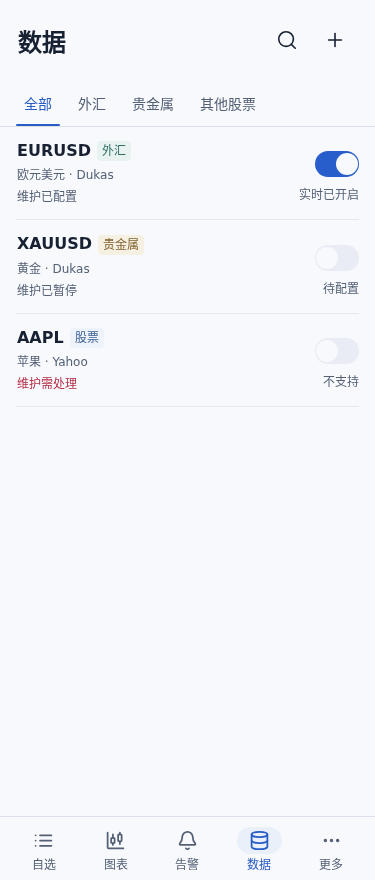 数据
全部 外汇 贵金属 其他股票
EURUSD 外汇
欧元美元 · Dukas
维护已配置
实时已开启
XAUUSD 贵金属
黄金 · Dukas
维护已暂停
待配置
AAPL 股票
苹果 · Yahoo
维护需处理
不支持
自选 图表 告警 数据 更多